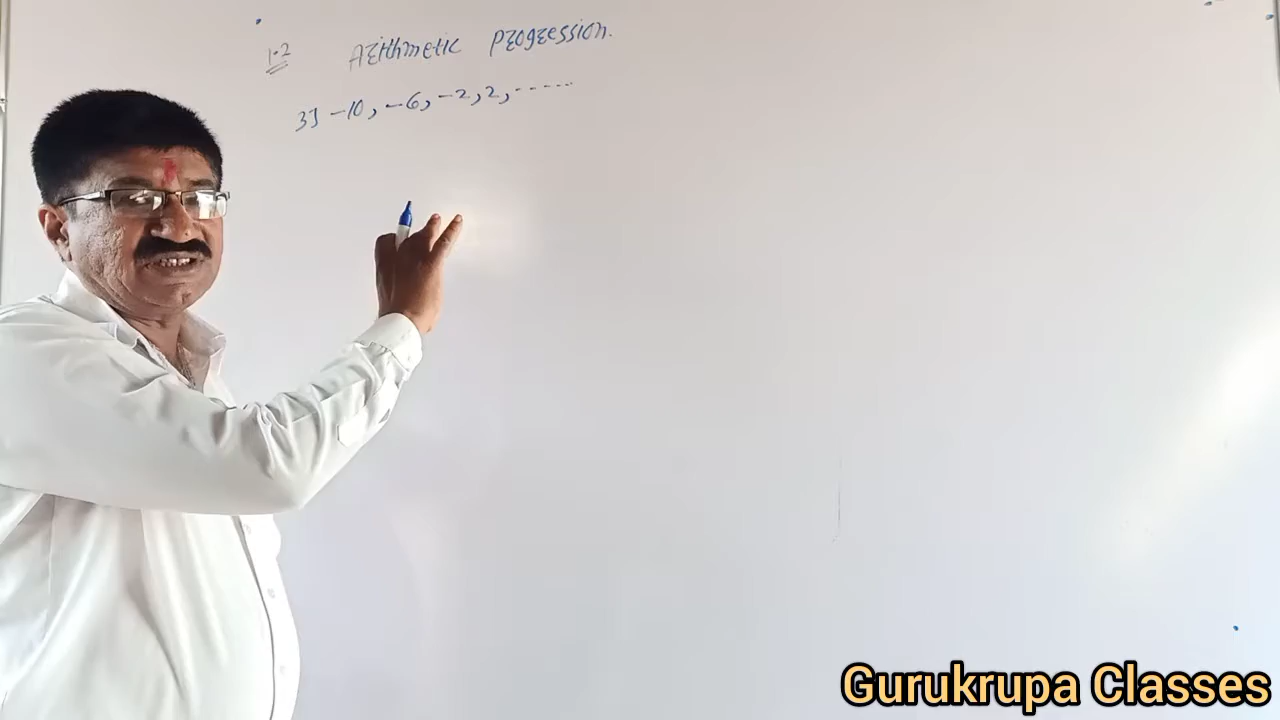 1.2 Arithmetic progression.
3] -10, -6, -2, 2, ------
Gurukrupa Classes